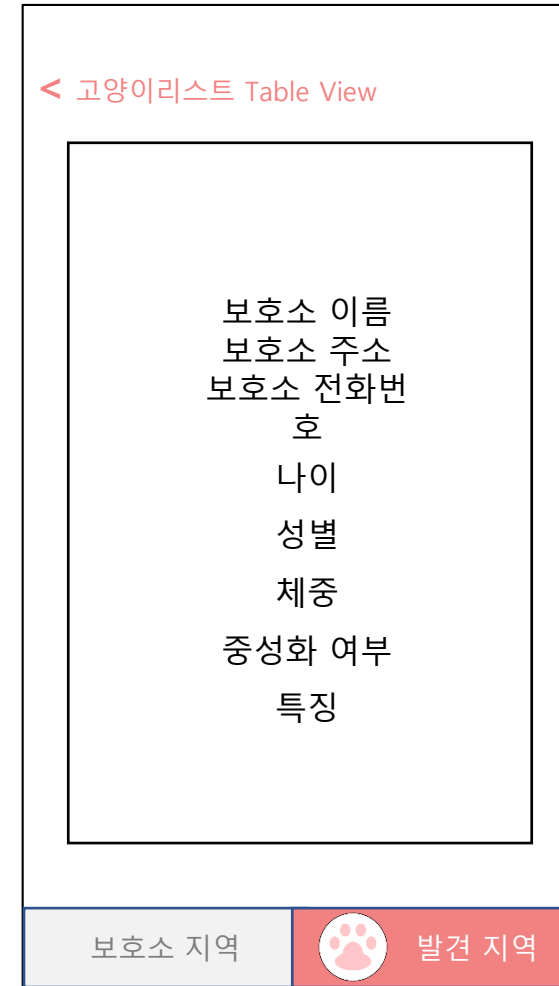 < 고양이리스트 Table View
보호소 이름
보호소 주소
보호소 전화번
호
나이
성별
체중
중성화 여부
특징
보호소 지역
발견 지역